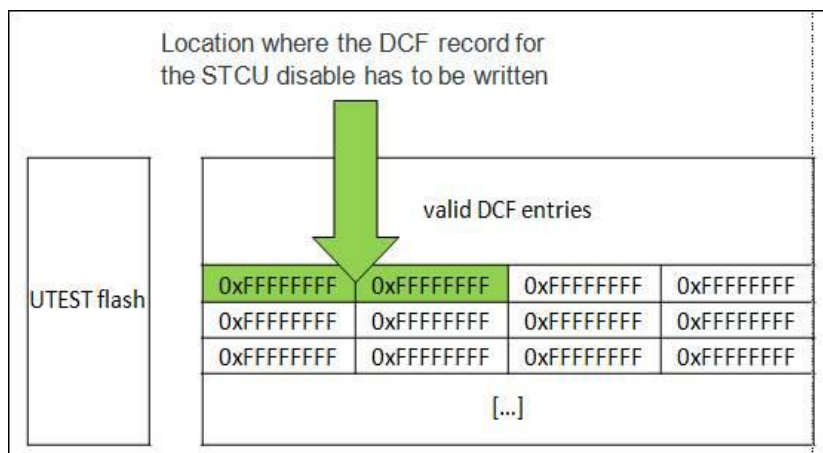 Location where the DCF record for
the STCU disable has to be written
valid DCF entries
UTEST flash
0xFFFFFFFF 0xFFFFFFFF 0xFFFFFFFF 0xFFFFFFFF
0xFFFFFFFF 0xFFFFFFFF 0xFFFFFFFF 0xFFFFFFFF
0xFFFFFFFF 0xFFFFFFFF 0xFFFFFFFF 0xFFFFFFFF
[...]